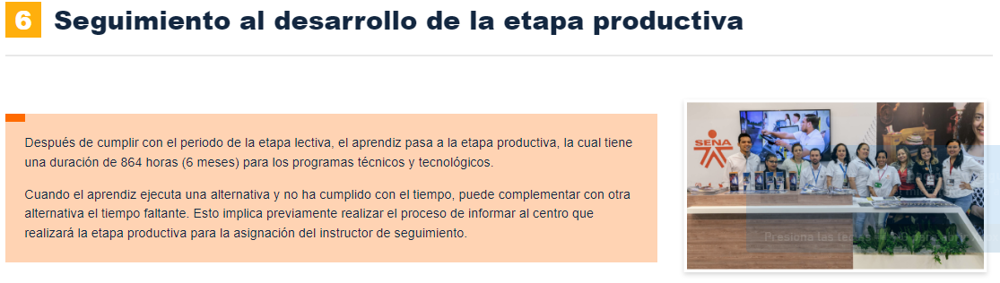 6 Seguimiento al desarrollo de la etapa productiva
Después de cumplir con el periodo de la etapa lectiva, el aprendiz pasa a la etapa productiva, la cual tiene
una duración de 864 horas (6 meses) para los programas técnicos y tecnológicos.
Cuando el aprendiz ejecuta una alternativa y no ha cumplido con el tiempo, puede complementar con otra
alternativa el tiempo faltante. Esto implica previamente realizar el proceso de informar al centro que
realizará la etapa productiva para la asignación del instructor de seguimiento.
SENA
Presiona las